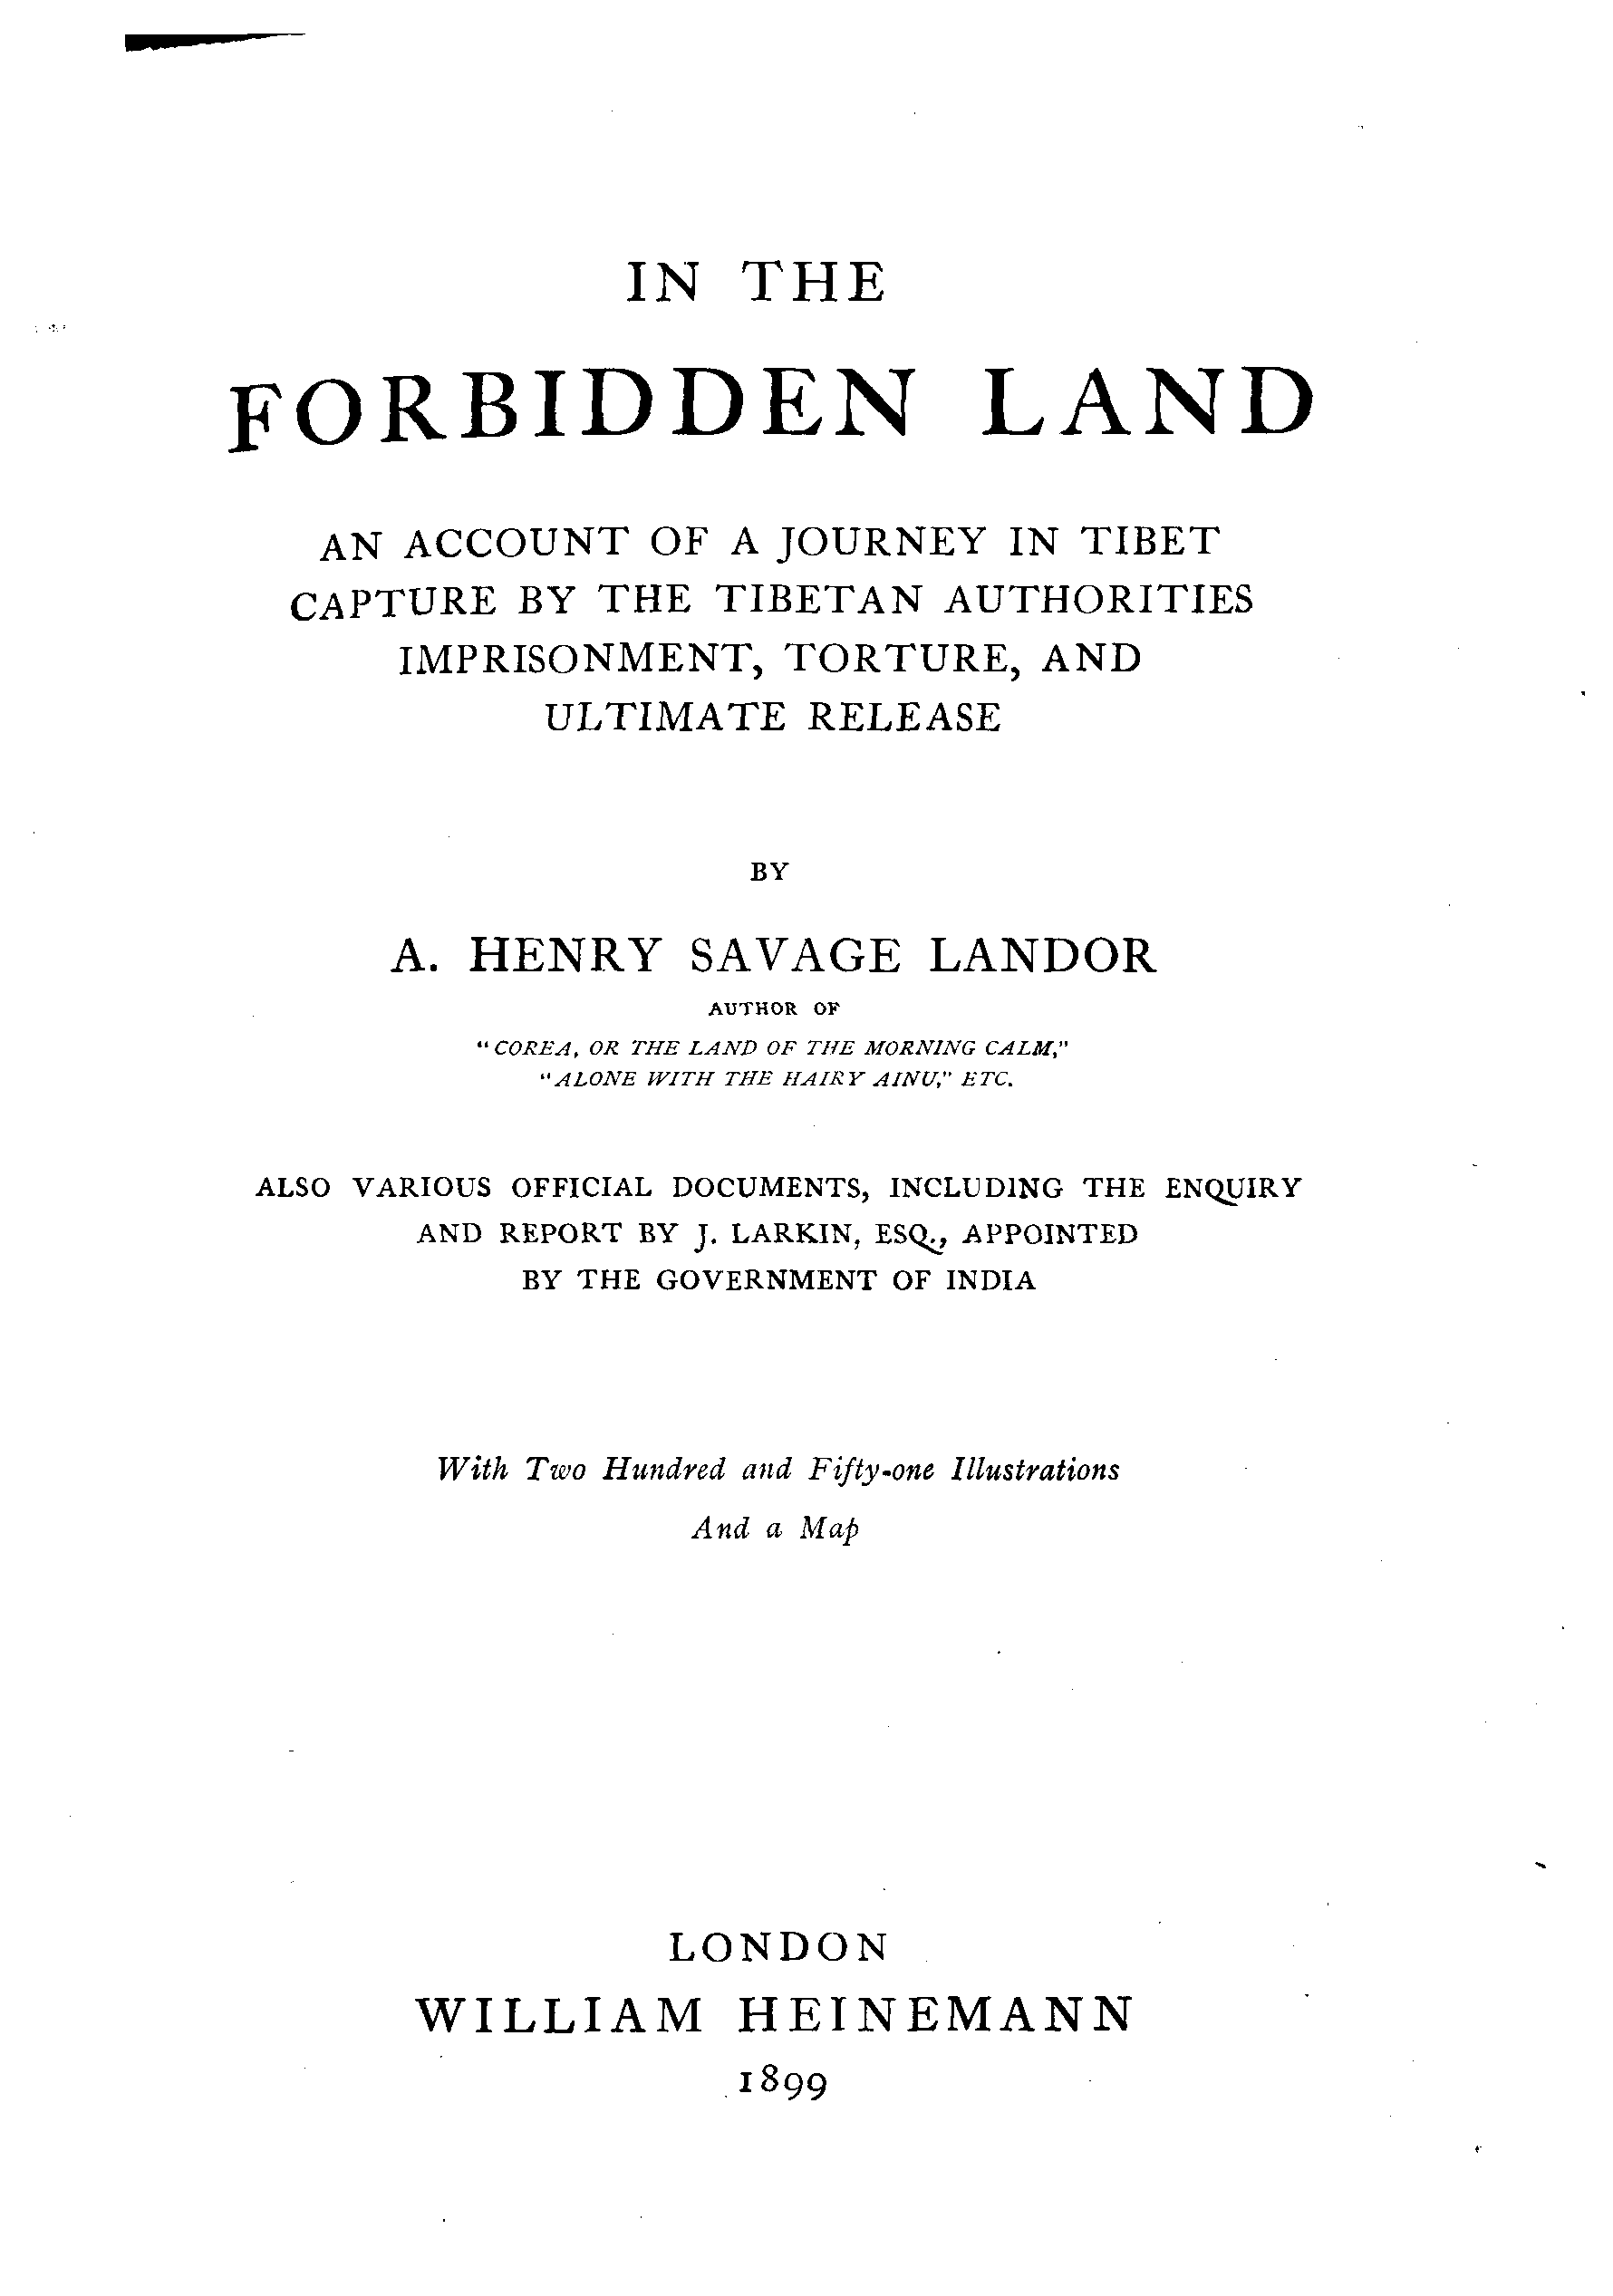 IN THE
FORBIDDEN LAND
AN ACCOUNT OF A JOURNEY IN TIBET
CAPTURE BY THE TIBETAN AUTHORITIES
IMPRISONMENT, TORTURE, AND
ULTIMATE RELEASE
BY
A. HENRY SAVAGE LANDOR
AUTHOR OF
"COREA, OR THE LAND OF THE MORNING CALM,"
"ALONE WITH THE HAIRY AINU," ETC.
ALSO VARIOUS OFFICIAL DOCUMENTS, INCLUDING THE ENQUIRY
AND REPORT BY J. LARKIN, ESQ., APPOINTED
BY THE GOVERNMENT OF INDIA
With Two Hundred and Fifty-one Illustrations
And a Map
LONDON
WILLIAM HEINEMANN
1899